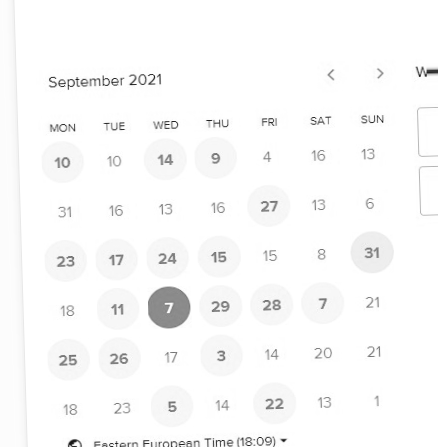 September 2021
MON TUE WED THU FRI SAT SUN
10 10 14 9 4 16 13
31 16 13 16 27 13 6
23 17 24 15 15 8 31
18 11 7 29 28 7 21
25 26 17 3 14 20 21
18 23 5 14 22 13 1
Eastern European Time (18:09)